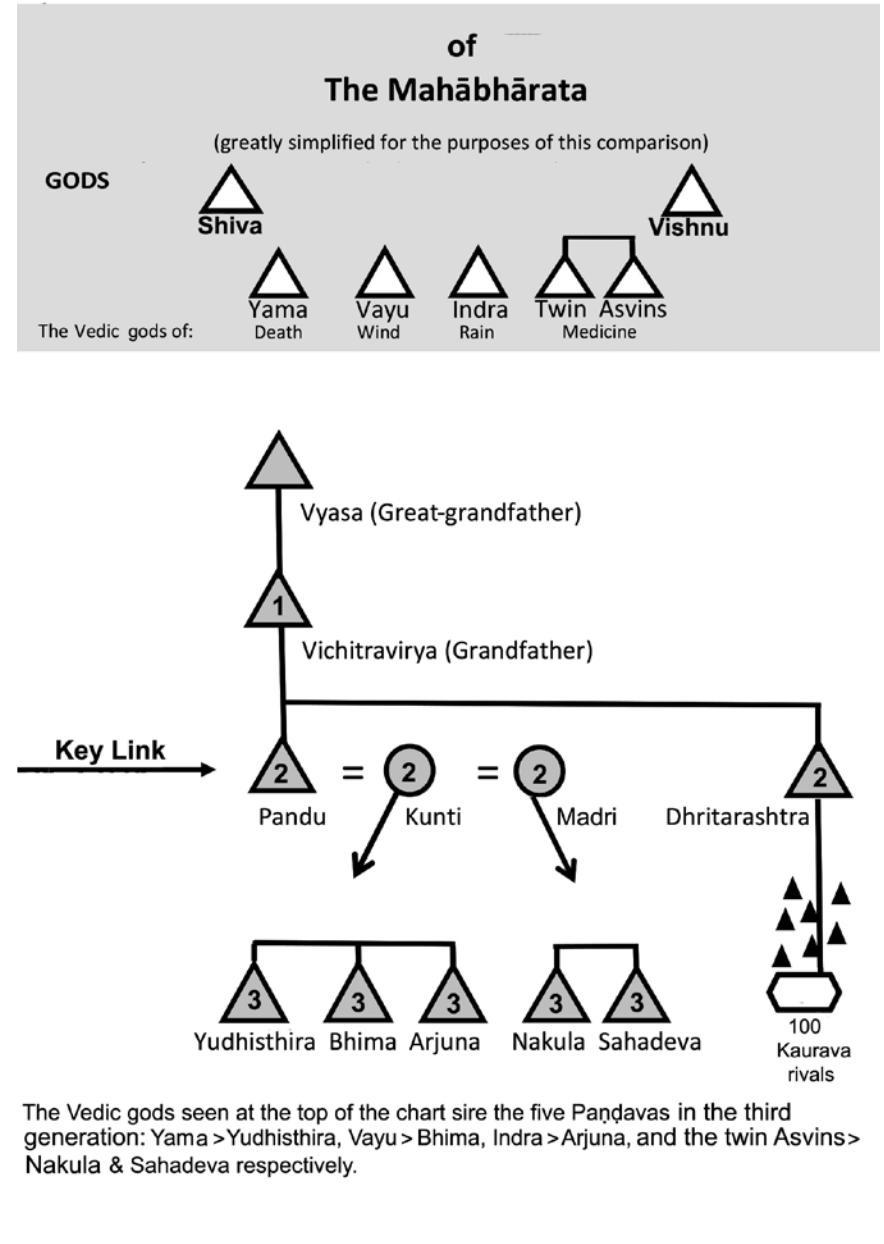 of
The Mahābhārata
(greatly simplified for the purposes of this comparison)
GODS
Shiva
Vishnu
Yama Vayu Indra Twin Asvins
The Vedic gods of: Death Wind Rain Medicine
Vyasa (Great-grandfather)
1
Vichitravirya (Grandfather)
Key Link
2 = 2 = 2 2
Pandu Kunti Madri Dhritarashtra
3 3 3 3 3
Yudhisthira Bhima Arjuna Nakula Sahadeva
100
Kaurava
rivals
The Vedic gods seen at the top of the chart sire the five Paṇḍavas in the third
generation: Yama >Yudhisthira, Vayu > Bhima, Indra >Arjuna, and the twin Asvins>
Nakula & Sahadeva respectively.